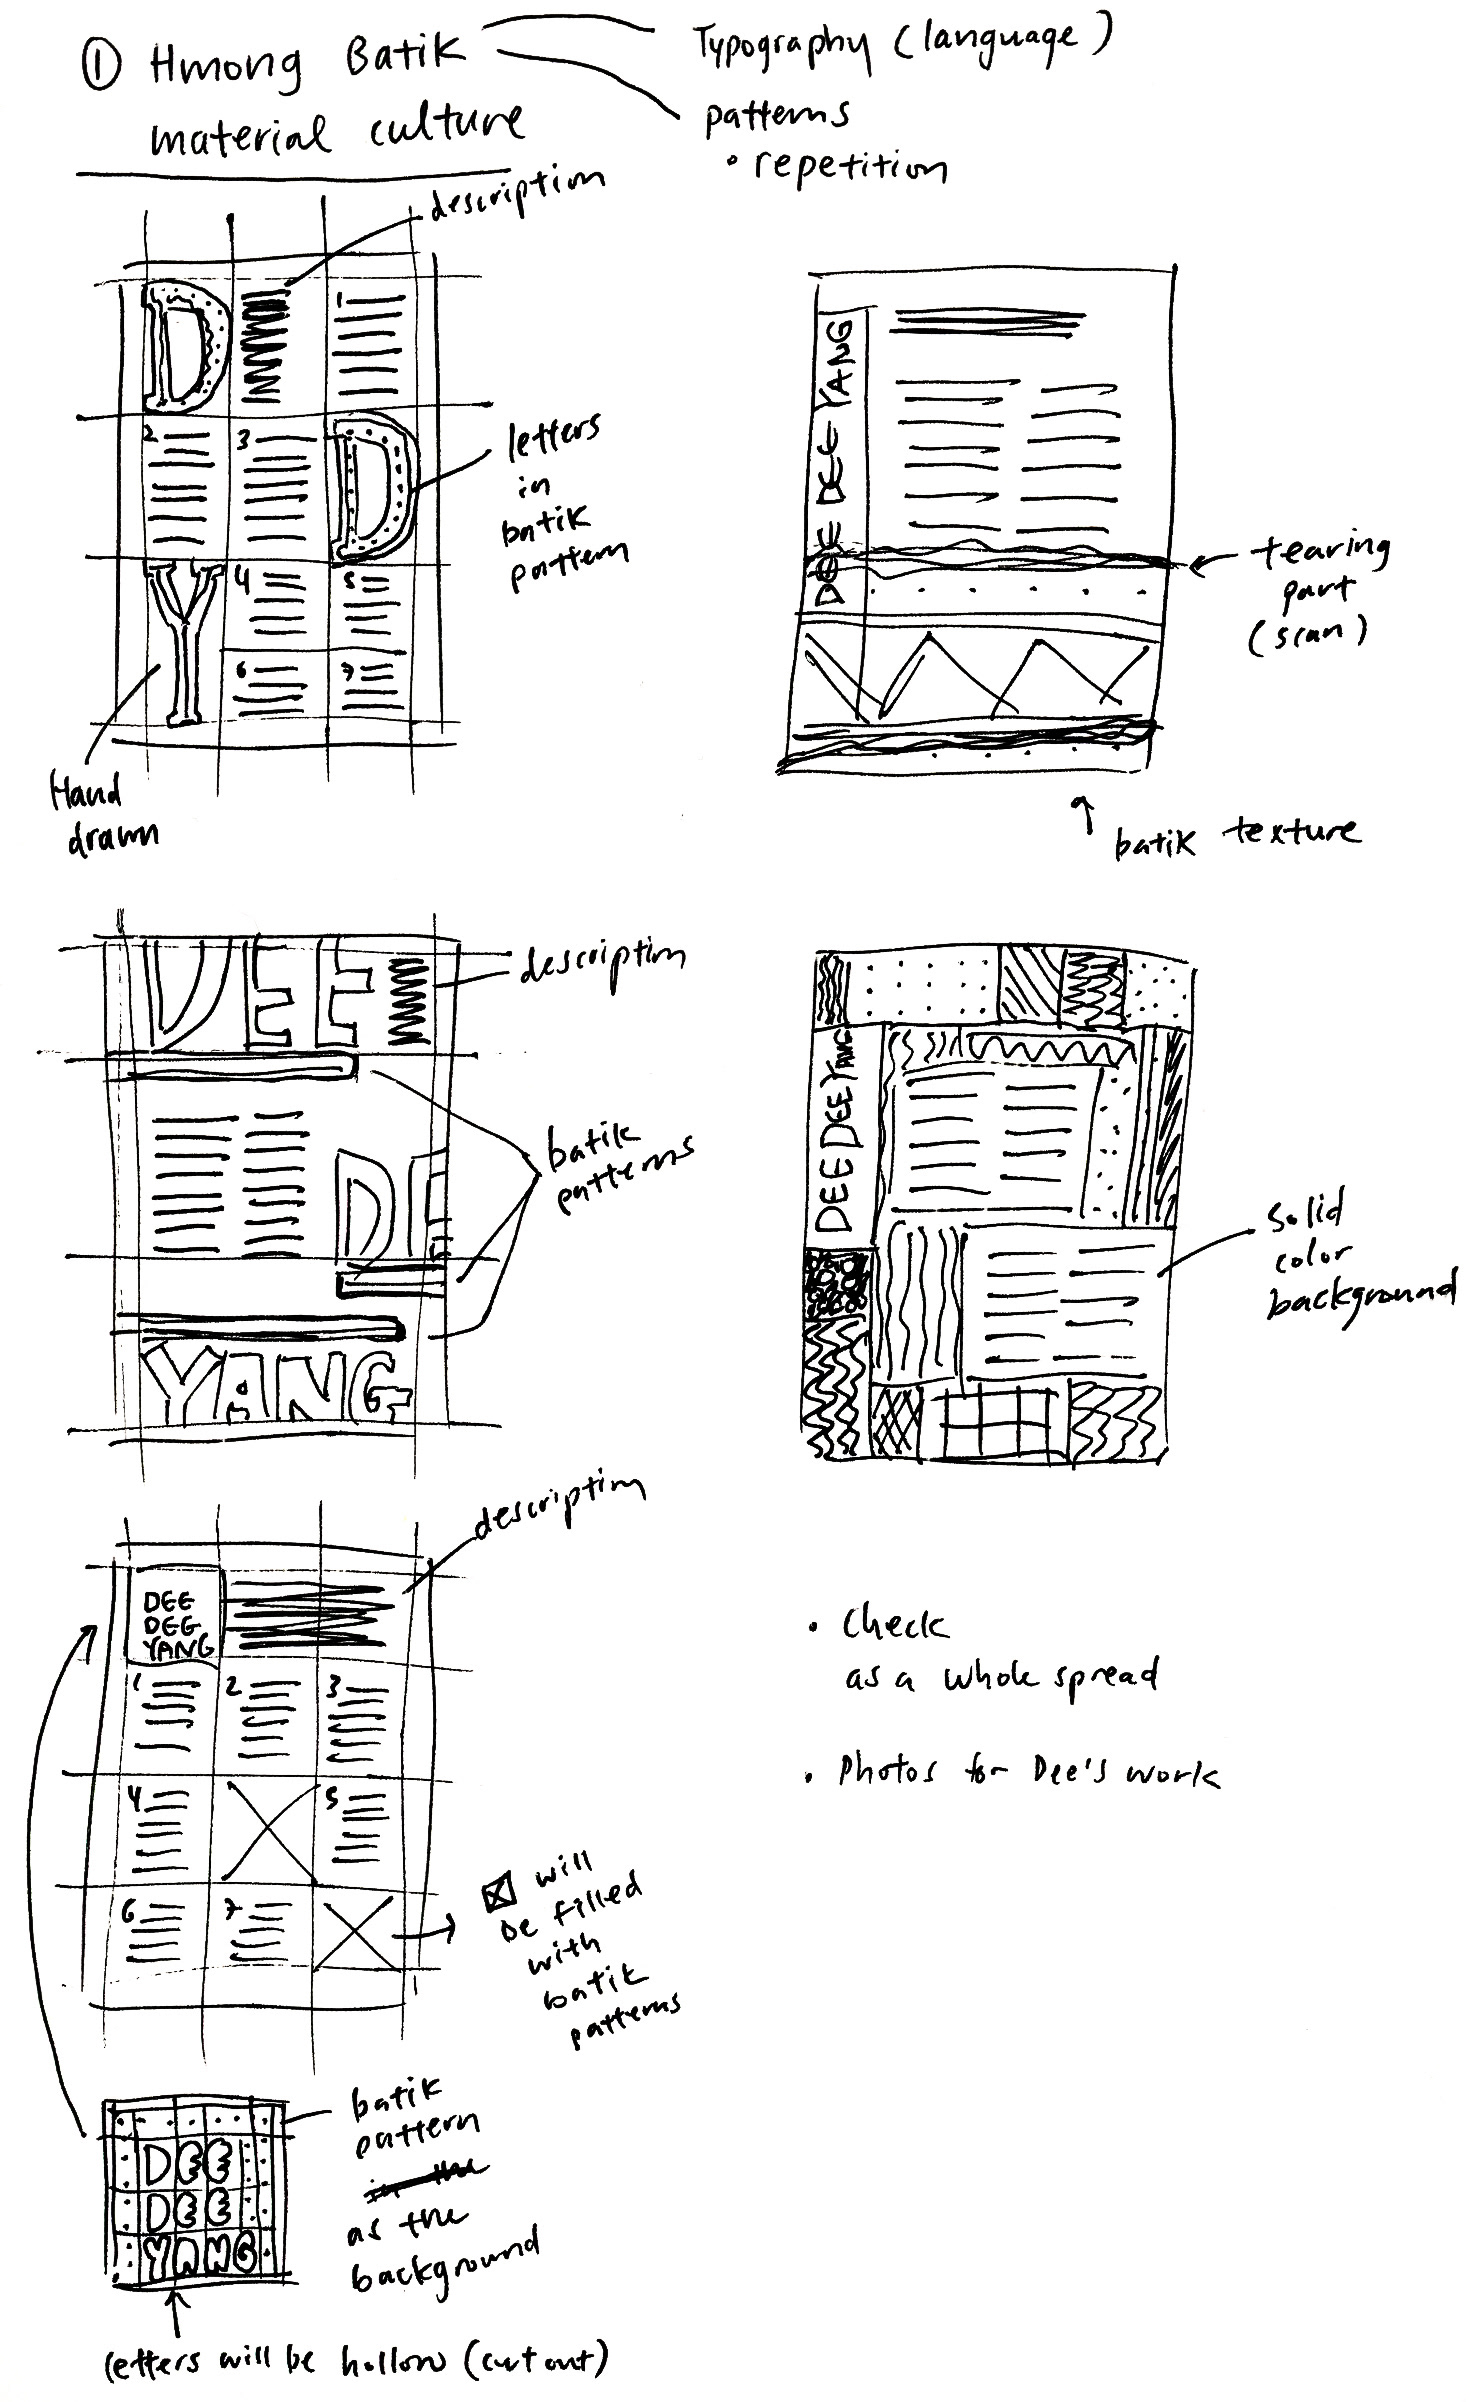 ① Hmong Batik
material culture
Typography (language)
patterns
• repetition
description
D
1
2
3
D
letters
in
batik
pattern
Y
4
5
6
7
Hand
drawn
DEE DEE YANG
tearing
part
(scan)
batik texture
DEE
description
batik
patterns
DE
YANG
DEE DEE YANG
solid
color
background
description
DEE
DEE
YANG
1
2
3
4
5
6
7
will
be filled
with
batik
patterns
• Check
as a whole spread
• Photos for Dee's work
batik
pattern
in the
as the
background
DEE
DEE
YANG
letters will be hollow (cut out)